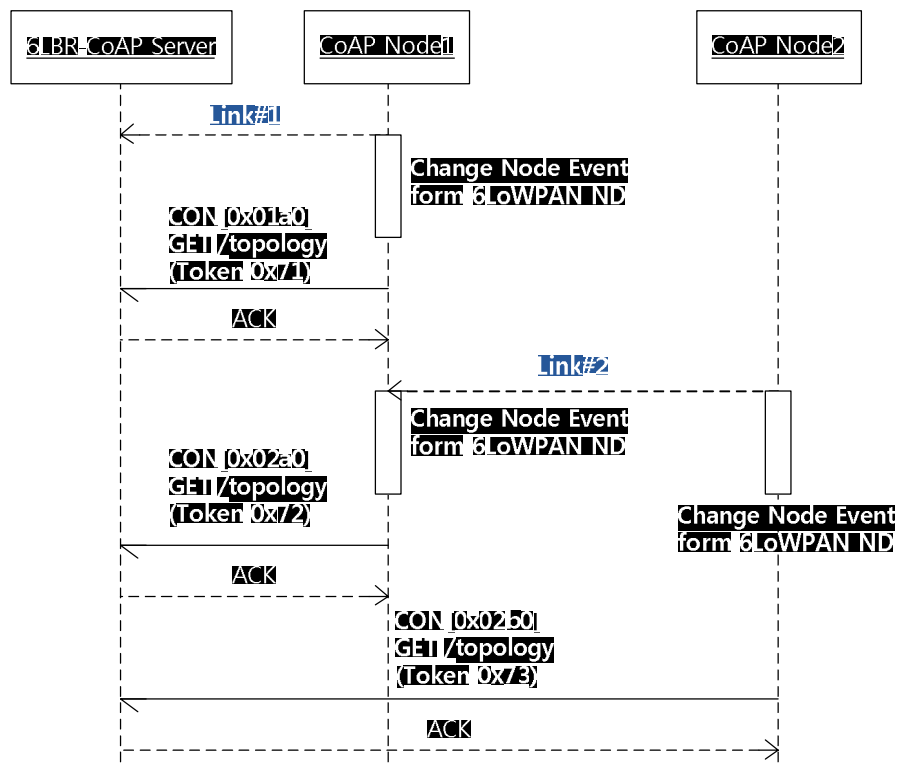 6LBR-CoAP Server
CoAP Node1
CoAP Node2
Link#1
Change Node Event
form 6LoWPAN ND
CON [0x01a0]
GET /topology
(Token 0x71)
ACK
Link#2
Change Node Event
form 6LoWPAN ND
CON [0x02a0]
GET /topology
(Token 0x72)
Change Node Event
form 6LoWPAN ND
ACK
CON [0x02b0]
GET /topology
(Token 0x73)
ACK